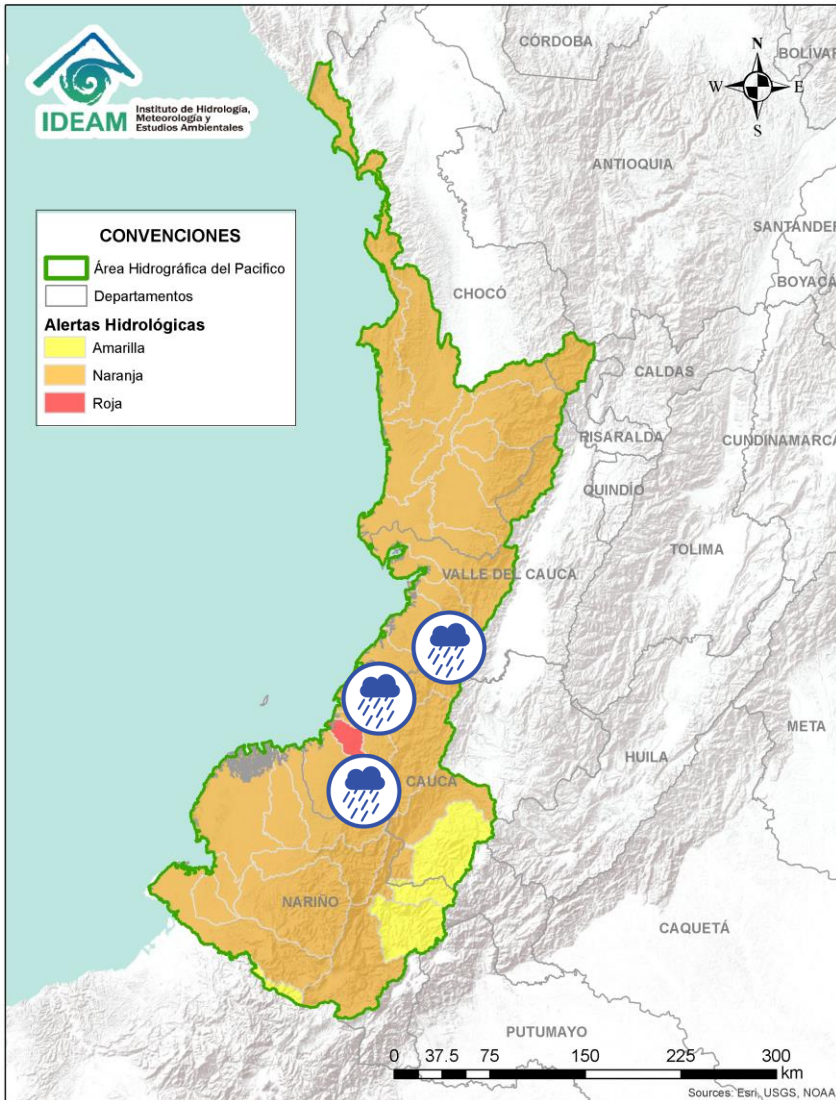 IDEAM
Instituto de Hidrología,
Meteorología y
Estudios Ambientales
CÓRDOBA
BOLÍVAR
N
W
E
S
ANTIOQUIA
SANTANDER
BOYACÁ
CONVENCIONES
Área Hidrográfica del Pacifico
Departamentos
Alertas Hidrológicas
Amarilla
Naranja
Roja
CHOCÓ
CALDAS
RISARALDA
CUNDINAMARCA
QUINDÍO
TOLIMA
VALLE DEL CAUCA
META
HUILA
CAUCA
NARIÑO
CAQUETÁ
PUTUMAYO
0 37.5 75 150 225 300
km
Sources: Esri, USGS, NOAA